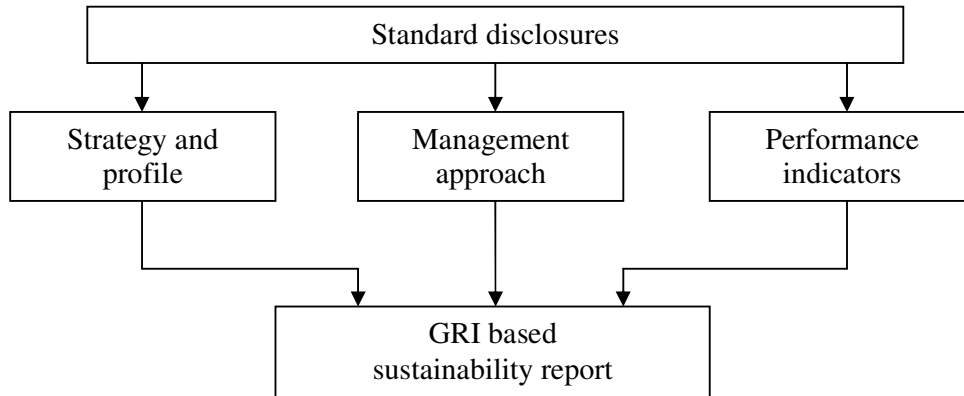 Standard disclosures
Strategy and
profile
Management
approach
Performance
indicators
GRI based
sustainability report